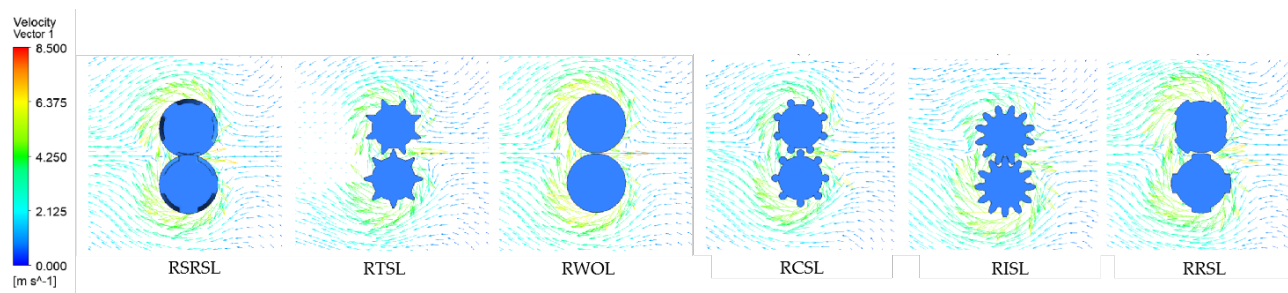 Velocity
Vector 1
8.500
6.375
4.250
2.125
0.000
[m s^-1]
RSRSL
RTSL
RWOL
RCSL
RISL
RRSL